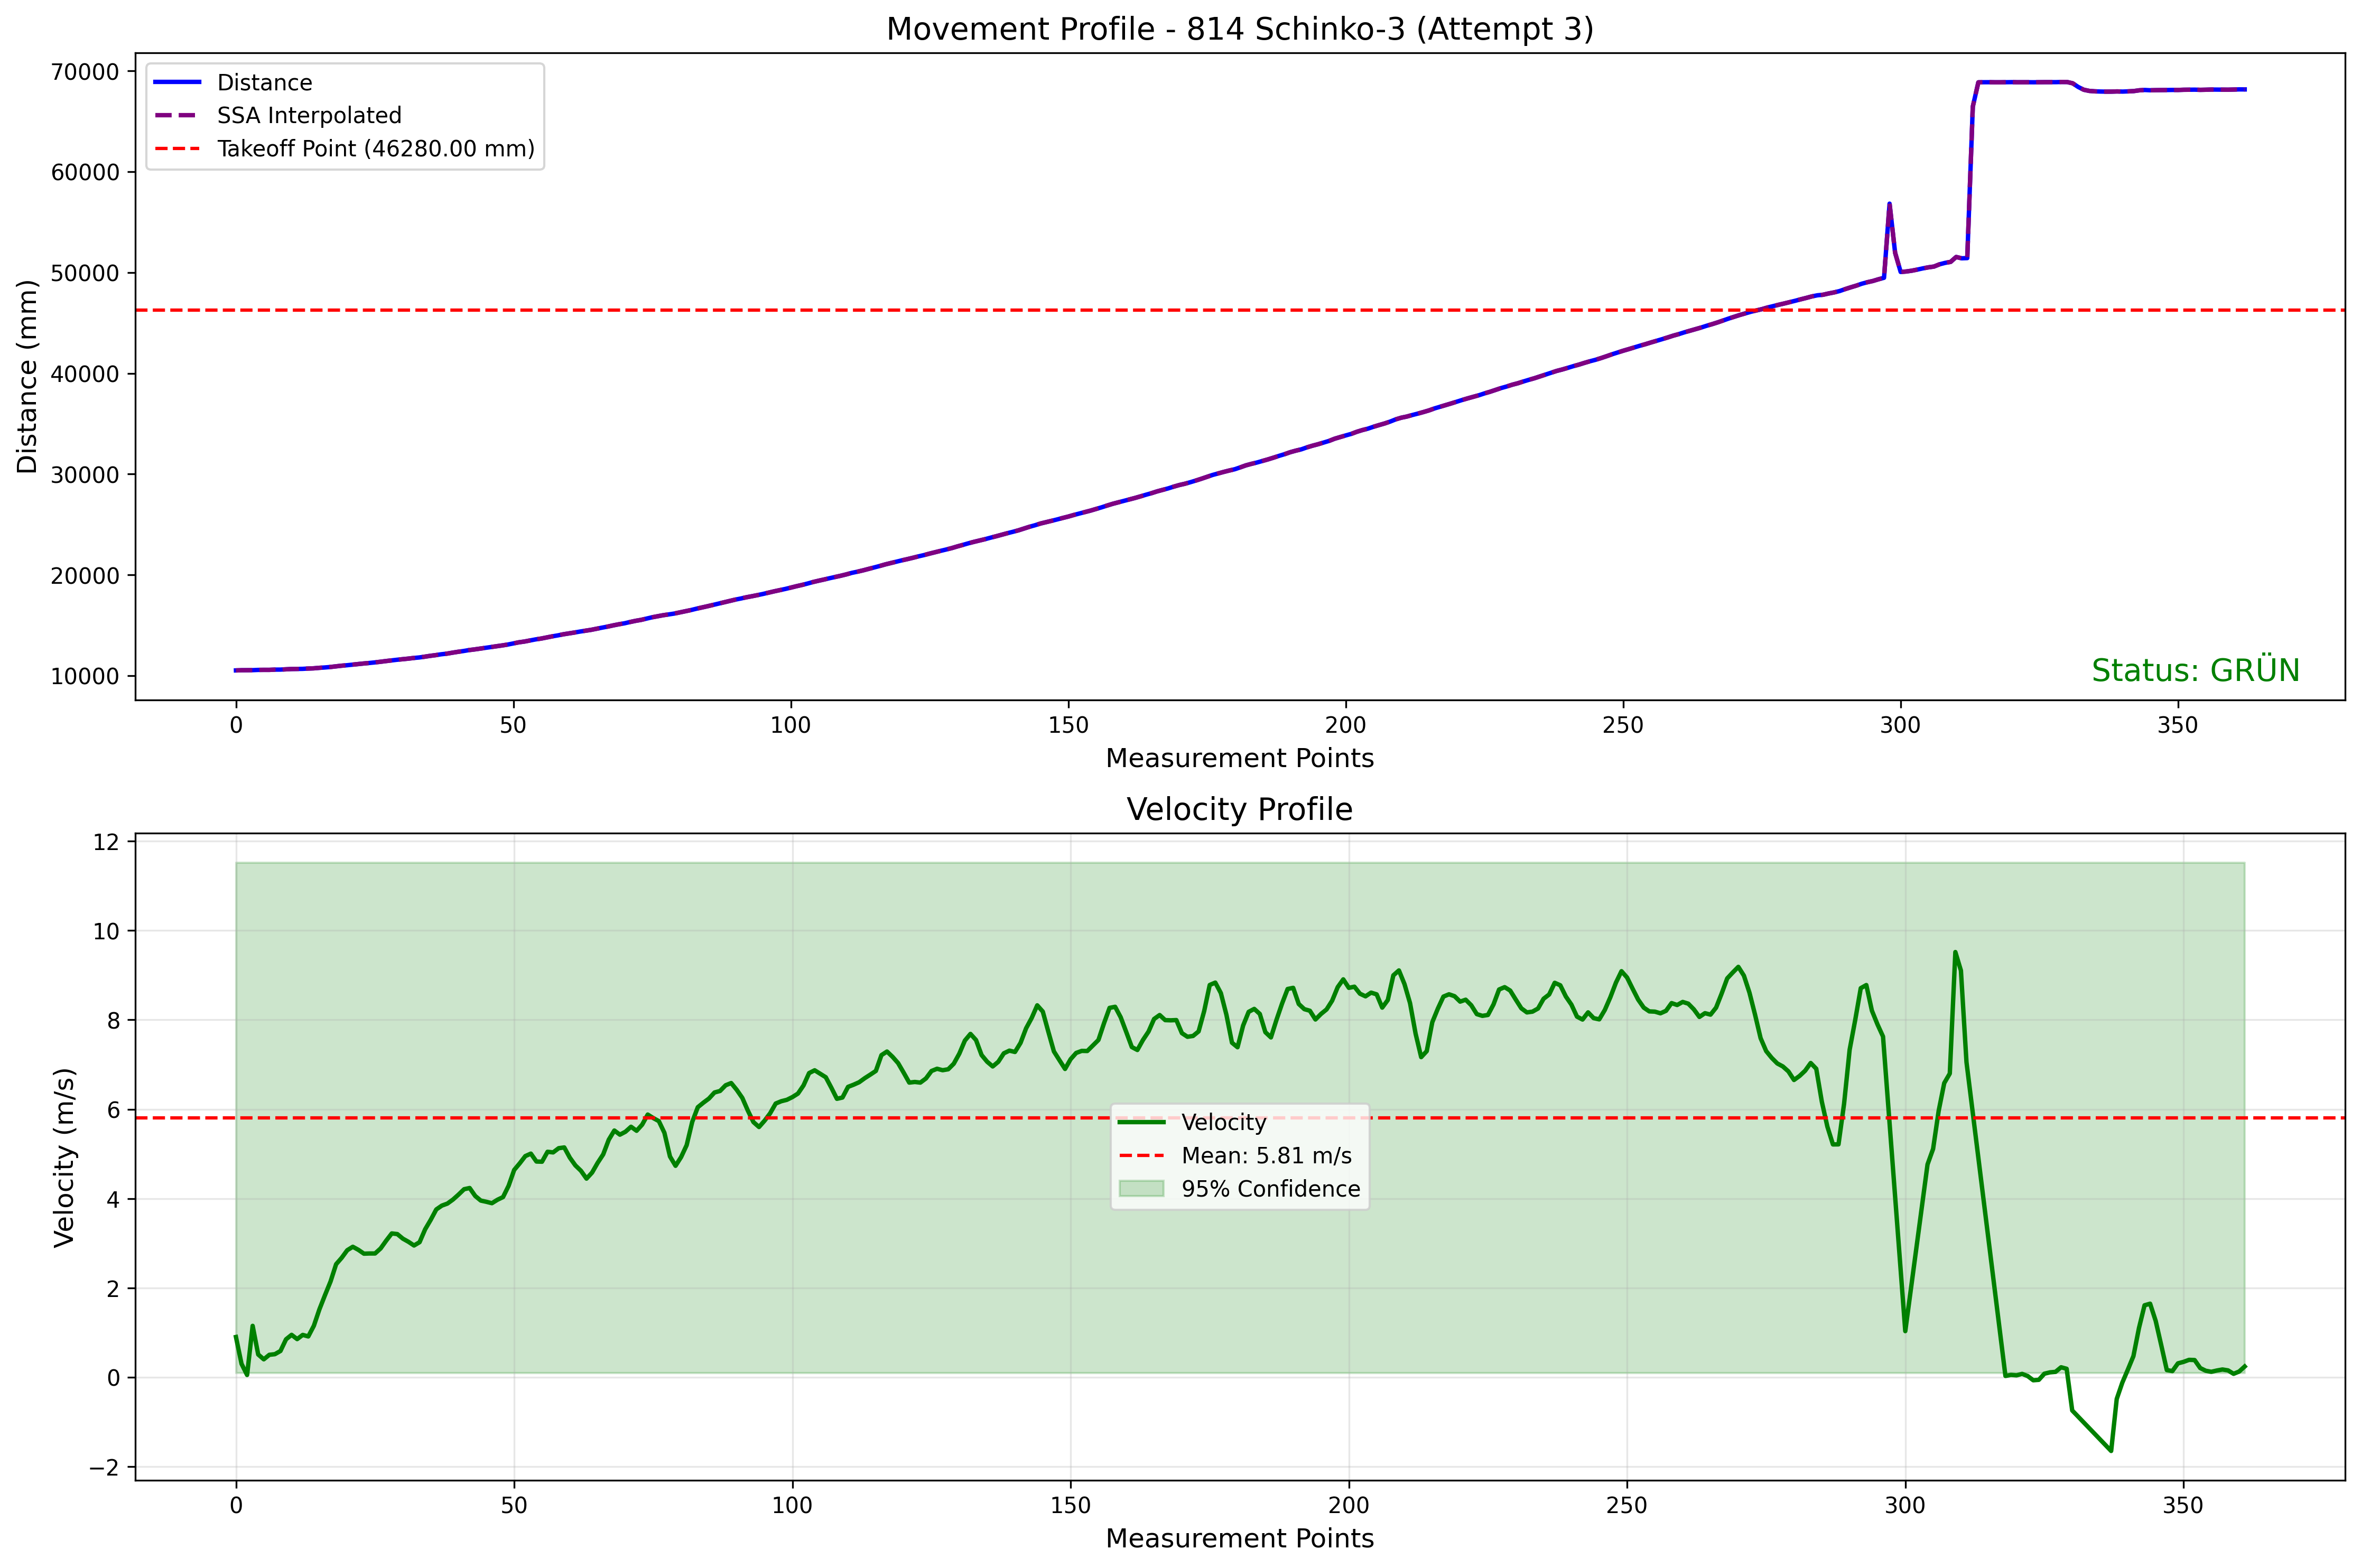 Movement Profile - 814 Schinko-3 (Attempt 3)
Distance
SSA Interpolated
Takeoff Point (46280.00 mm)
Distance (mm)
70000
60000
50000
40000
30000
20000
10000
Status: GRÜN
0 50 100 150 200 250 300 350
Measurement Points
Velocity Profile
Velocity (m/s)
12
10
8
6
4
2
0
−2
Velocity
Mean: 5.81 m/s
95% Confidence
0 50 100 150 200 250 300 350
Measurement Points